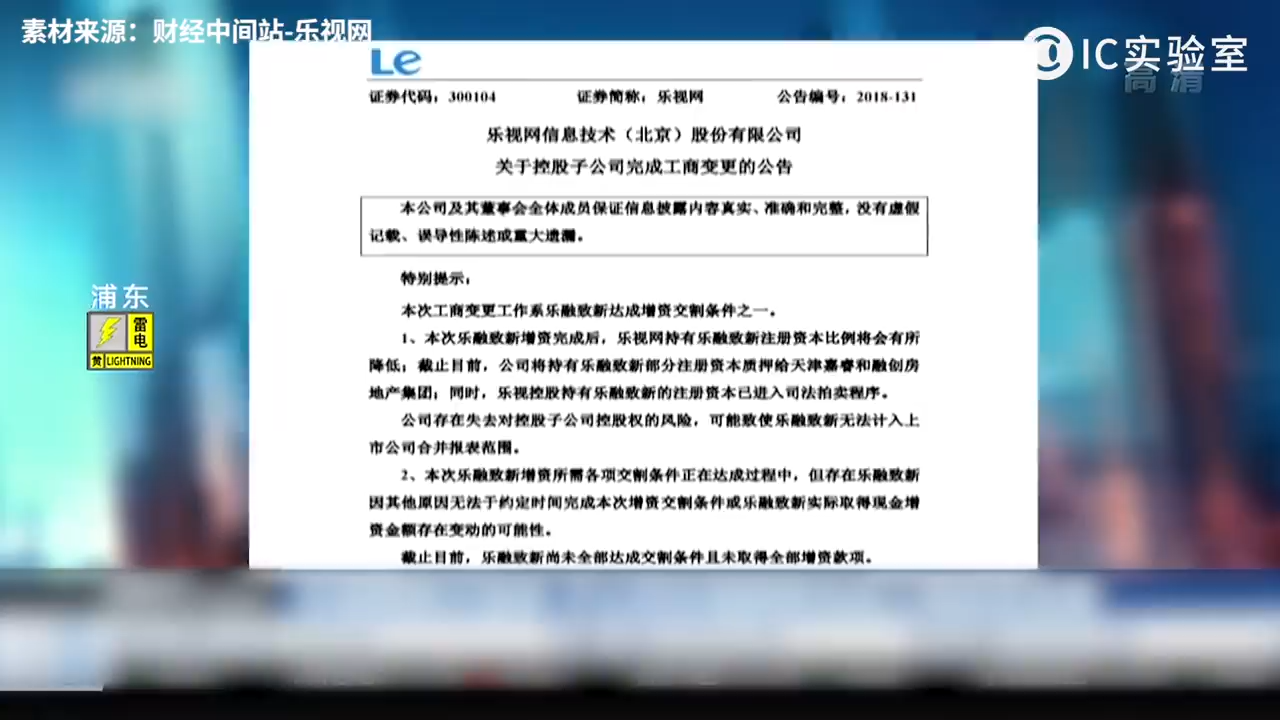 素材来源：财经中间站-乐视网
IC实验室
高清
Le
证券代码：300104 证券简称：乐视网 公告编号：2018-131
乐视网信息技术（北京）股份有限公司
关于控股子公司完成工商变更的公告
本公司及其董事会全体成员保证信息披露内容真实、准确和完整，没有虚假
记载、误导性陈述或重大遗漏。
特别提示：
本次工商变更工作系乐融致新达成增资交割条件之一。
1、本次乐融致新增资完成后，乐视网持有乐融致新注册资本比例将会有所
降低；截止目前，公司将持有乐融致新部分注册资本质押给天津嘉睿和融创房
地产集团；同时，乐视控股持有乐融致新的注册资本已进入司法拍卖程序。
公司存在失去对控股子公司控股权的风险，可能致使乐融致新无法计入上
市公司合并报表范围。
2、本次乐融致新增资所需各项交割条件正在达成过程中，但存在乐融致新
因其他原因无法于约定时间完成本次增资交割条件或乐融致新实际取得现金增
资金额存在变动的可能性。
截止目前，乐融致新尚未全部达成交割条件且未取得全部增资款项。
浦东
雷电
黄 LIGHTNING